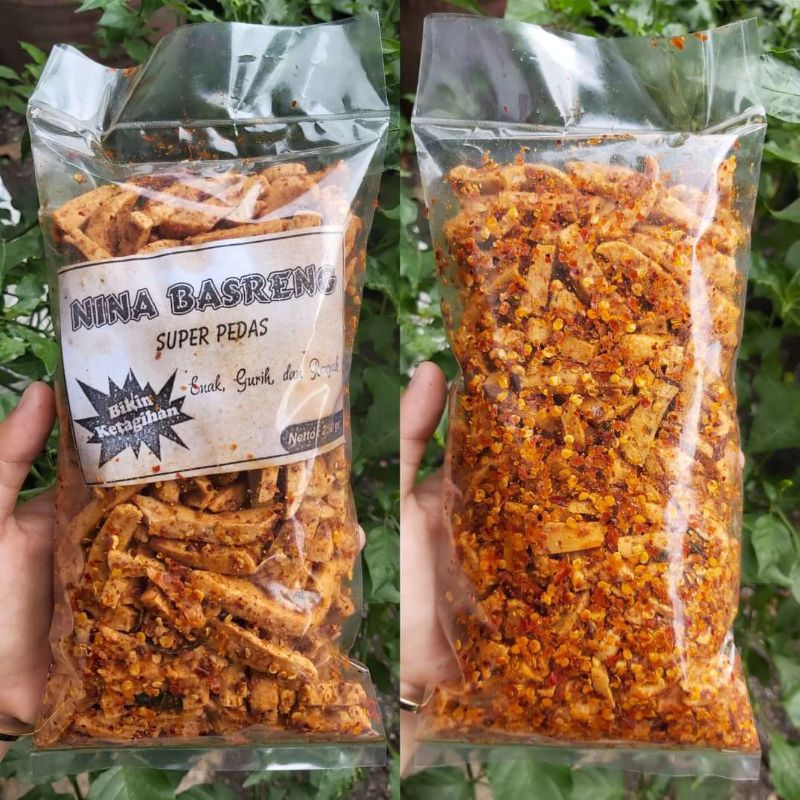 NINA BASRENG
SUPER PEDAS
Enak, Gurih, dan Renyah
Bikin
Ketagihan
Netto